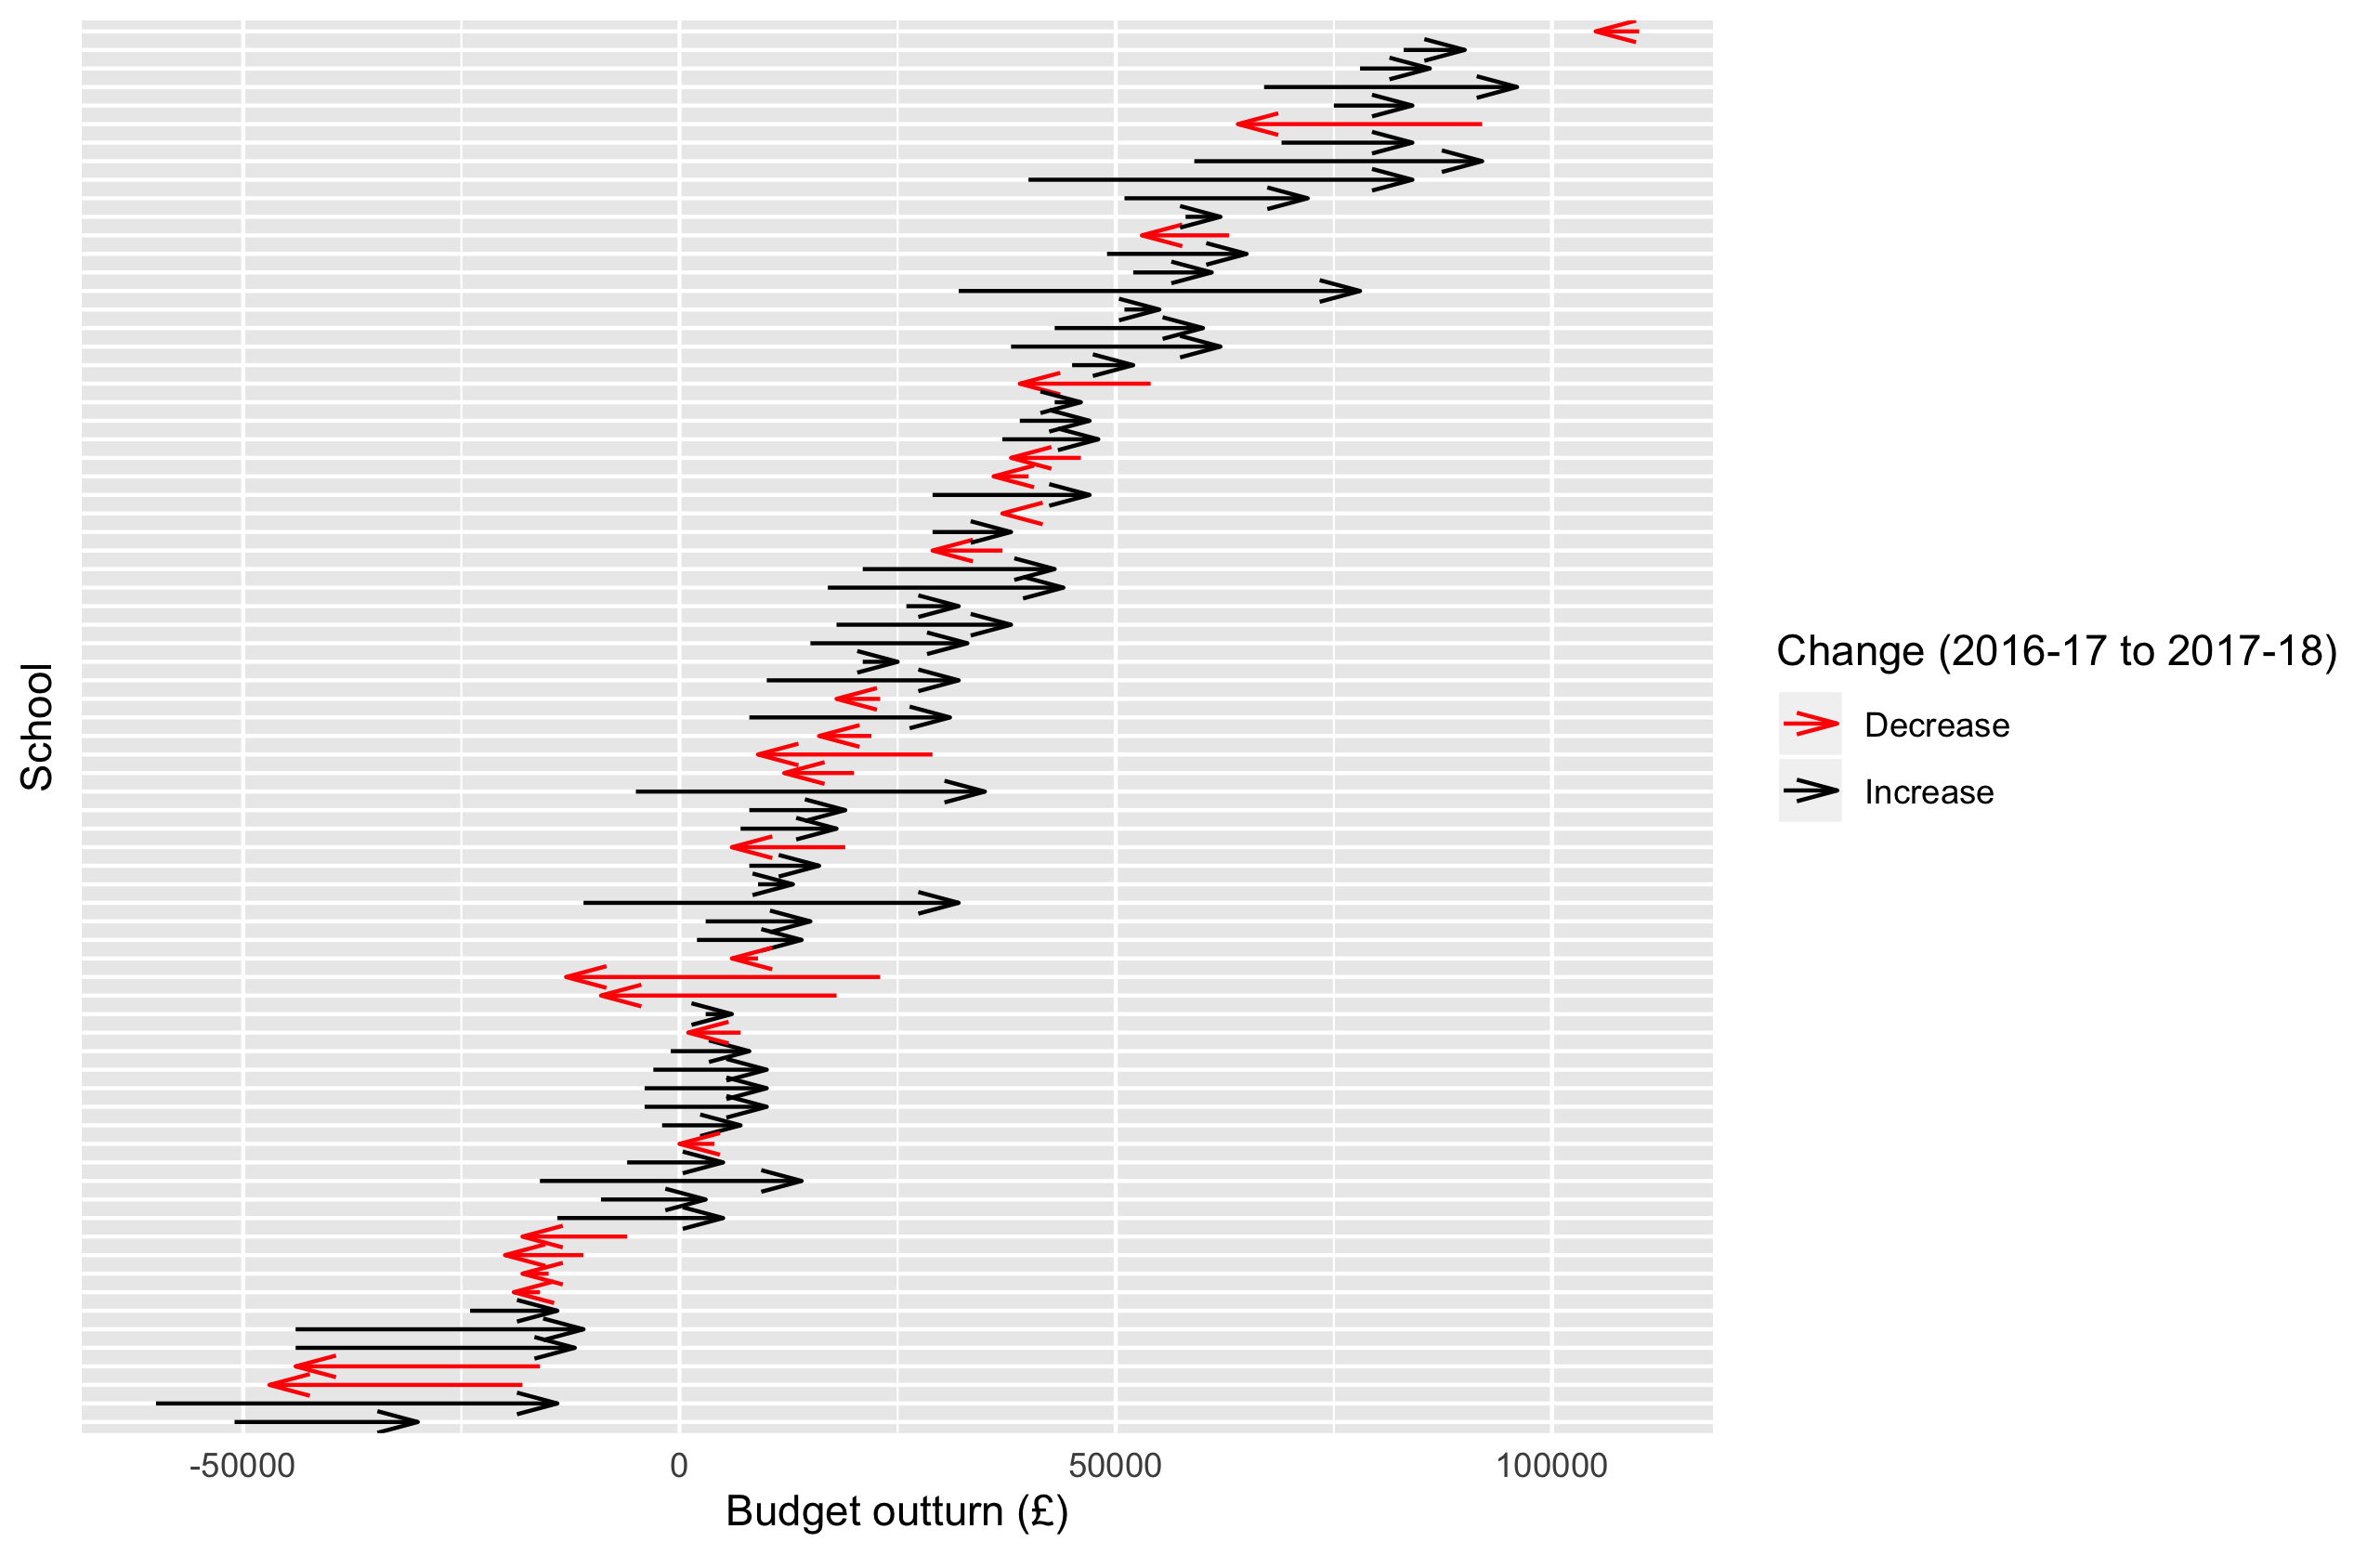 School
Change (2016-17 to 2017-18)
Decrease
Increase
-50000
0
50000
100000
Budget outturn (£)